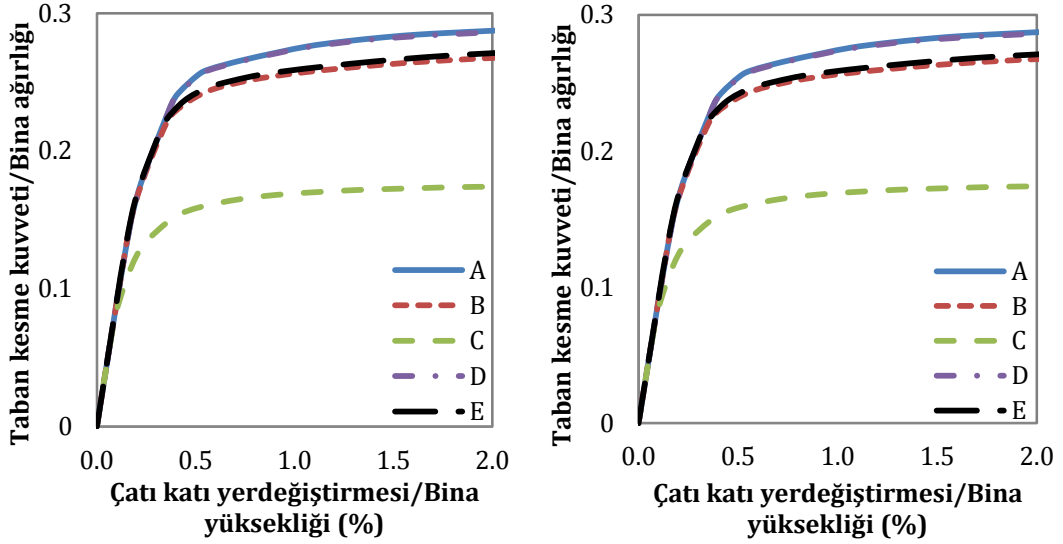 Taban kesme kuvveti/Bina ağırlığı
0.3
0.2
0.1
0
0.0 0.5 1.0 1.5 2.0
Çatı katı yerdeğiştirmesi/Bina
yüksekliği (%)
A
B
C
D
E
Taban kesme kuvveti/Bina ağırlığı
0.3
0.2
0.1
0
0.0 0.5 1.0 1.5 2.0
Çatı katı yerdeğiştirmesi/Bina
yüksekliği (%)
A
B
C
D
E